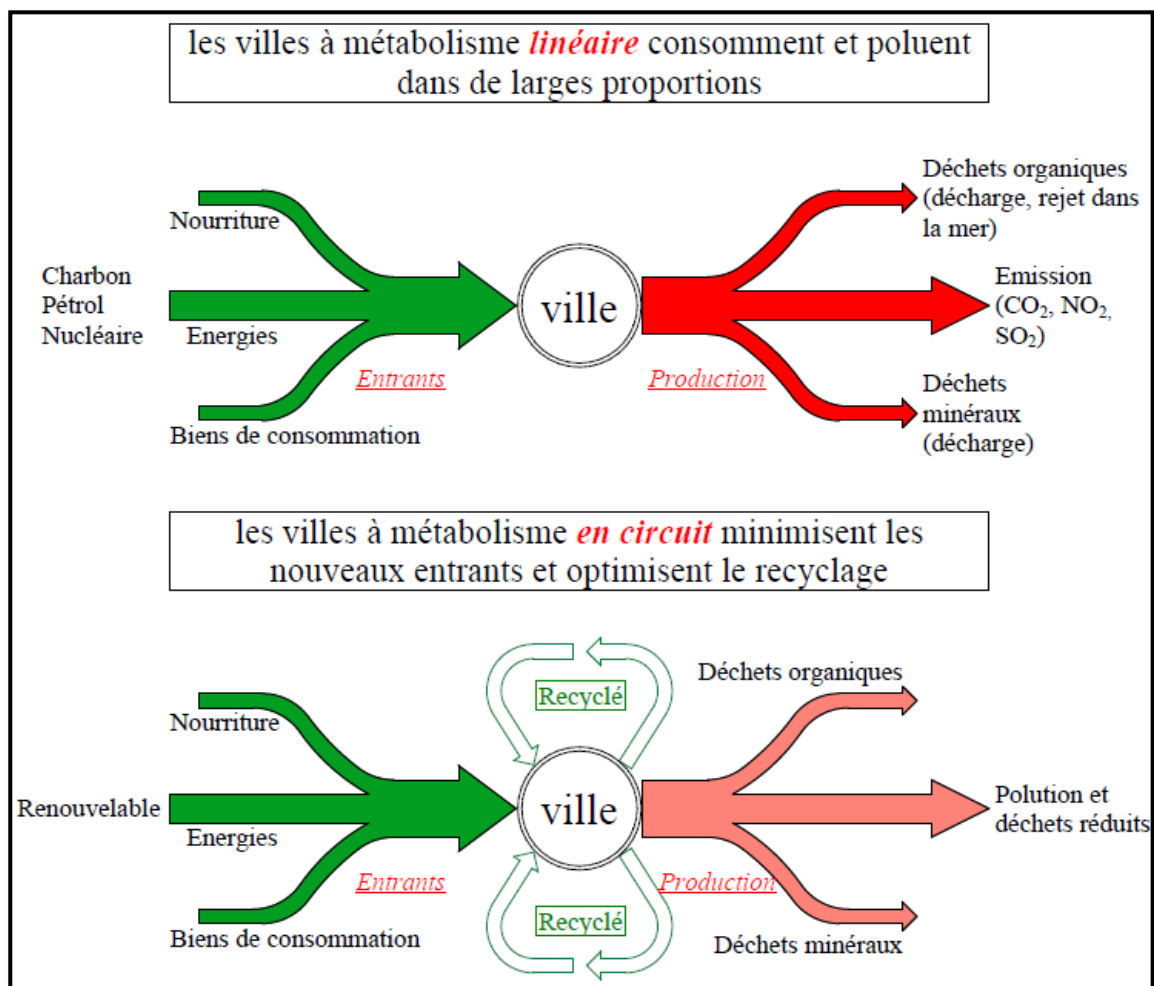 les villes à métabolisme linéaire consomment et poluent
dans de larges proportions
Nourriture
Charbon
Pétrol
Nucléaire
Energies
Biens de consommation
Entrants
ville
Production
Déchets organiques
(décharge, rejet dans
la mer)
Emission
(CO₂, NO₂,
SO₂)
Déchets
minéraux
(décharge)
les villes à métabolisme en circuit minimisent les
nouveaux entrants et optimisent le recyclage
Nourriture
Renouvelable
Energies
Biens de consommation
Entrants
Recyclé
ville
Recyclé
Production
Déchets organiques
Polution et
déchets réduits
Déchets minéraux